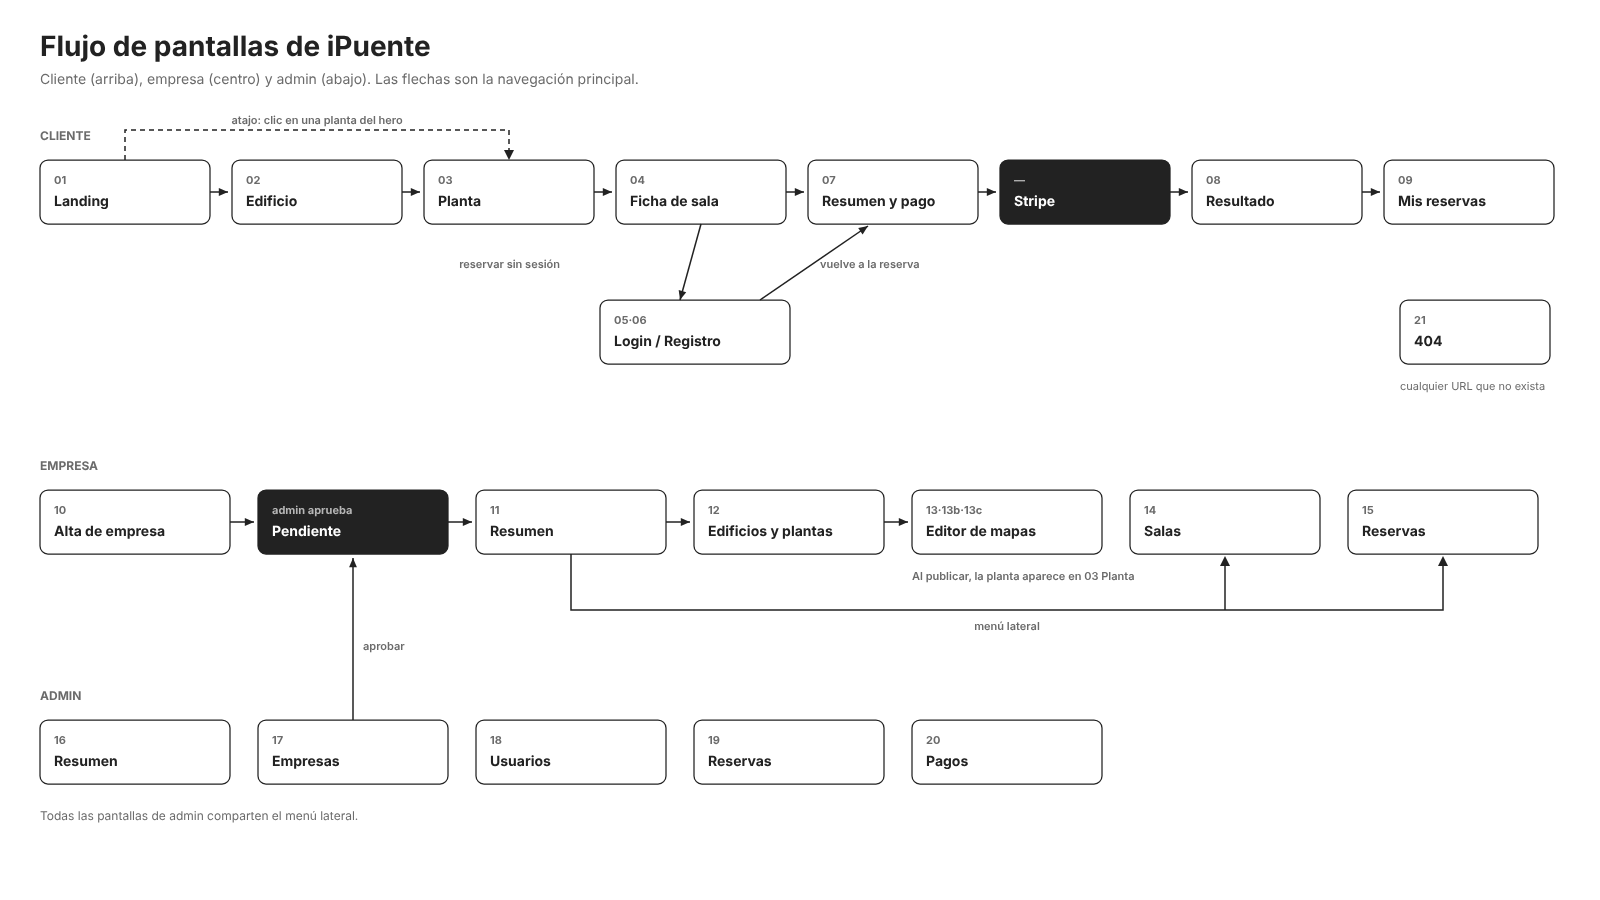 Flujo de pantallas de iPuente
Cliente (arriba), empresa (centro) y admin (abajo). Las flechas son la navegación principal.
atajo: clic en una planta del hero
CLIENTE
01
Landing
02
Edificio
03
Planta
04
Ficha de sala
07
Resumen y pago
—
Stripe
08
Resultado
09
Mis reservas
reservar sin sesión
vuelve a la reserva
05·06
Login / Registro
21
404
cualquier URL que no exista
EMPRESA
10
Alta de empresa
admin aprueba
Pendiente
11
Resumen
12
Edificios y plantas
13·13b·13c
Editor de mapas
14
Salas
15
Reservas
Al publicar, la planta aparece en 03 Planta
menú lateral
aprobar
ADMIN
16
Resumen
17
Empresas
18
Usuarios
19
Reservas
20
Pagos
Todas las pantallas de admin comparten el menú lateral.